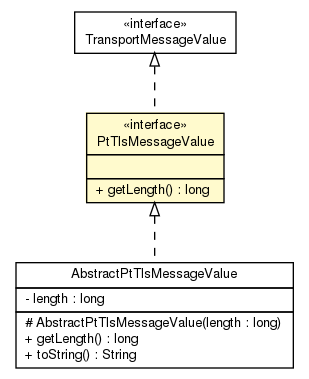 «interface»
TransportMessageValue
«interface»
PtTlsMessageValue
+ getLength() : long
AbstractPtTlsMessageValue
- length : long
# AbstractPtTlsMessageValue(length : long)
+ getLength() : long
+ toString() : String